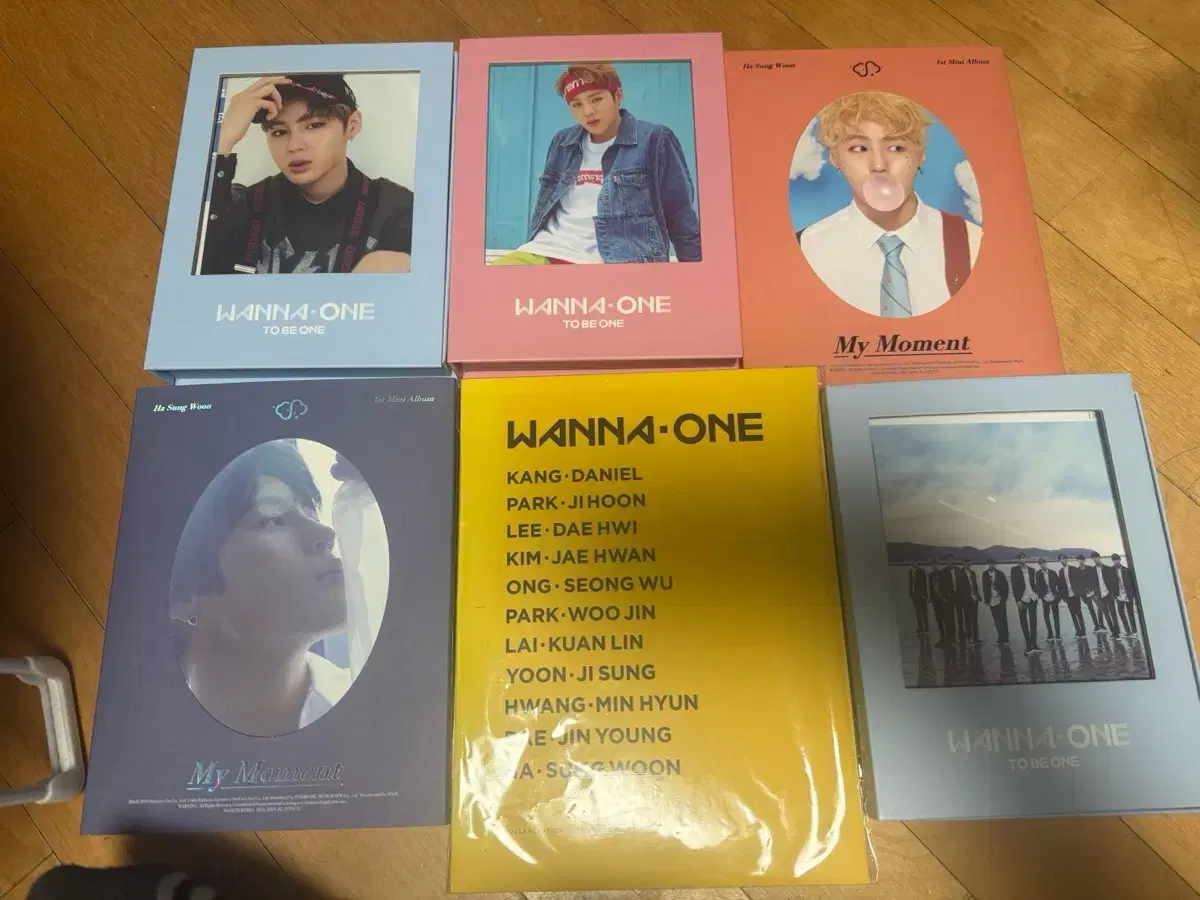 WANNA·ONE
TO BE ONE
WANNA·ONE
TO BE ONE
Ha Sung Woon
1st Mini Album
My Moment
Ha Sung Woon
1st Mini Album
My Moment
WANNA·ONE
KANG·DANIEL
PARK·JI HOON
LEE·DAE HWI
KIM·JAE HWAN
ONG·SEONG WU
PARK·WOO JIN
LAI·KUAN LIN
YOON·JI SUNG
HWANG·MIN HYUN
BAE·JIN YOUNG
HA·SUNG WOON
WANNA·ONE
TO BE ONE